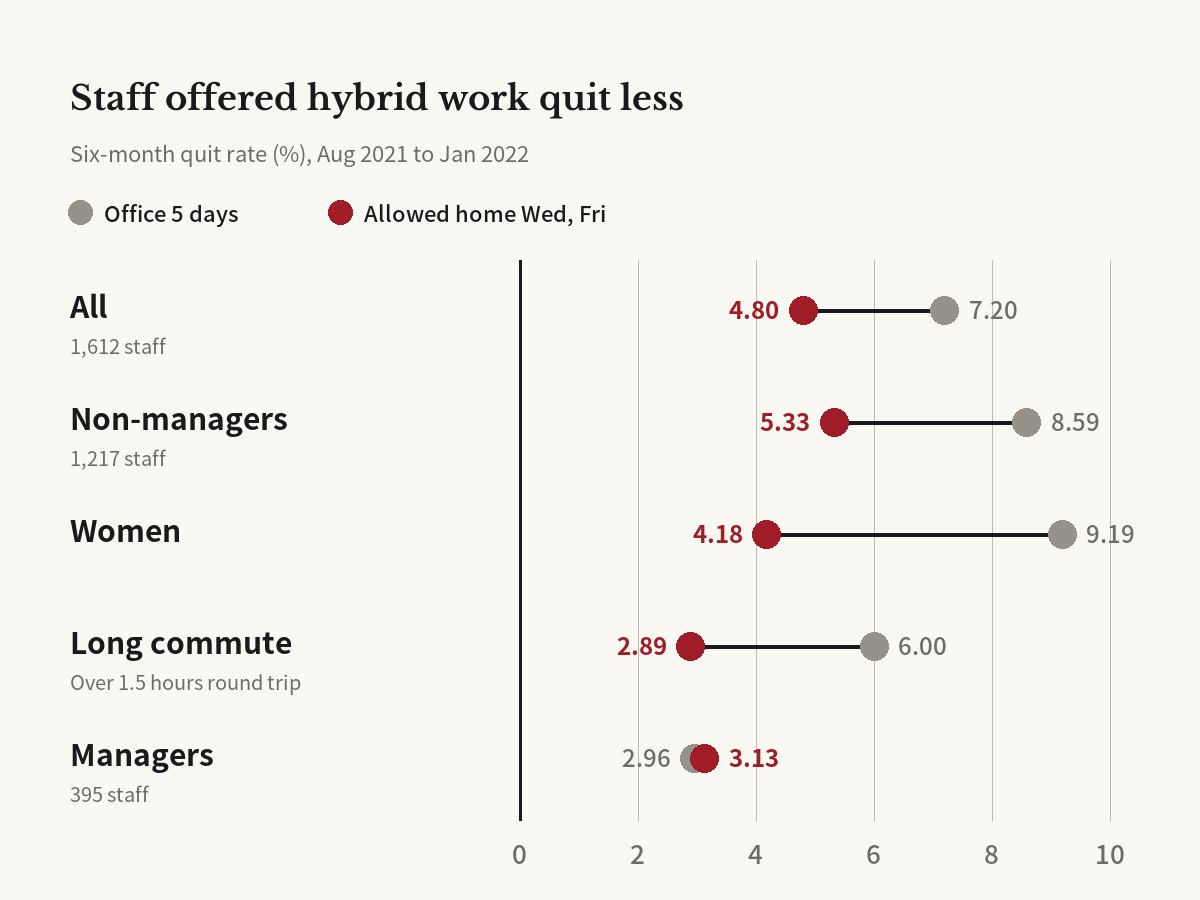 Staff offered hybrid work quit less
Six-month quit rate (%), Aug 2021 to Jan 2022
Office 5 days
Allowed home Wed, Fri
All
1,612 staff
4.80
7.20
Non-managers
1,217 staff
5.33
8.59
Women
4.18
9.19
Long commute
Over 1.5 hours round trip
2.89
6.00
Managers
395 staff
2.96
3.13
0 2 4 6 8 10